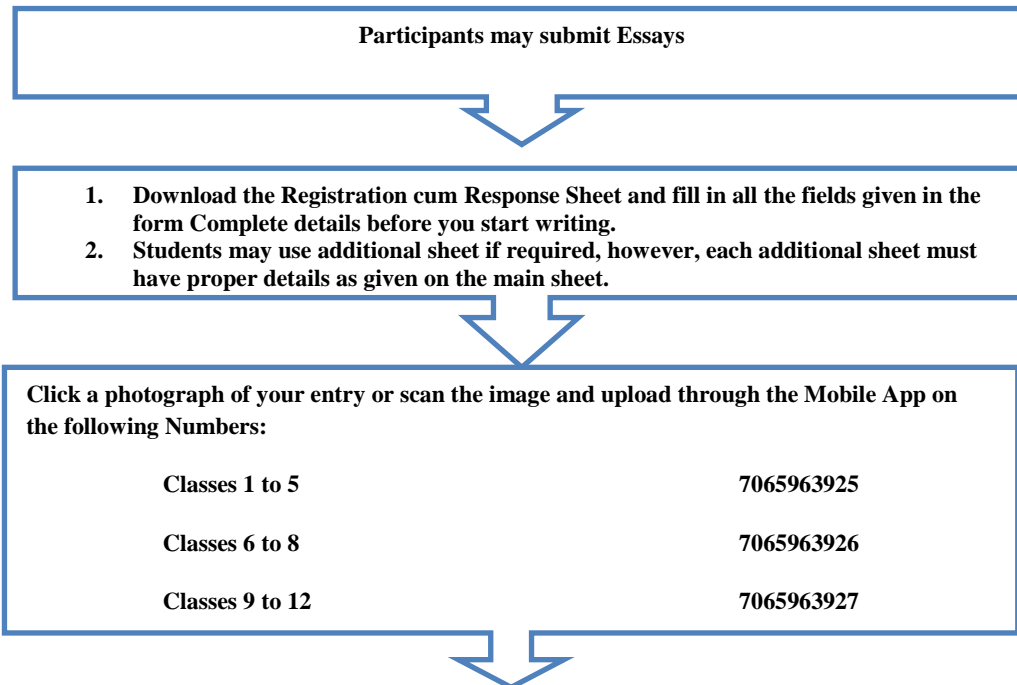 Participants may submit Essays
1. Download the Registration cum Response Sheet and fill in all the fields given in the
form Complete details before you start writing.
2. Students may use additional sheet if required, however, each additional sheet must
have proper details as given on the main sheet.
Click a photograph of your entry or scan the image and upload through the Mobile App on
the following Numbers:
Classes 1 to 5 7065963925
Classes 6 to 8 7065963926
Classes 9 to 12 7065963927